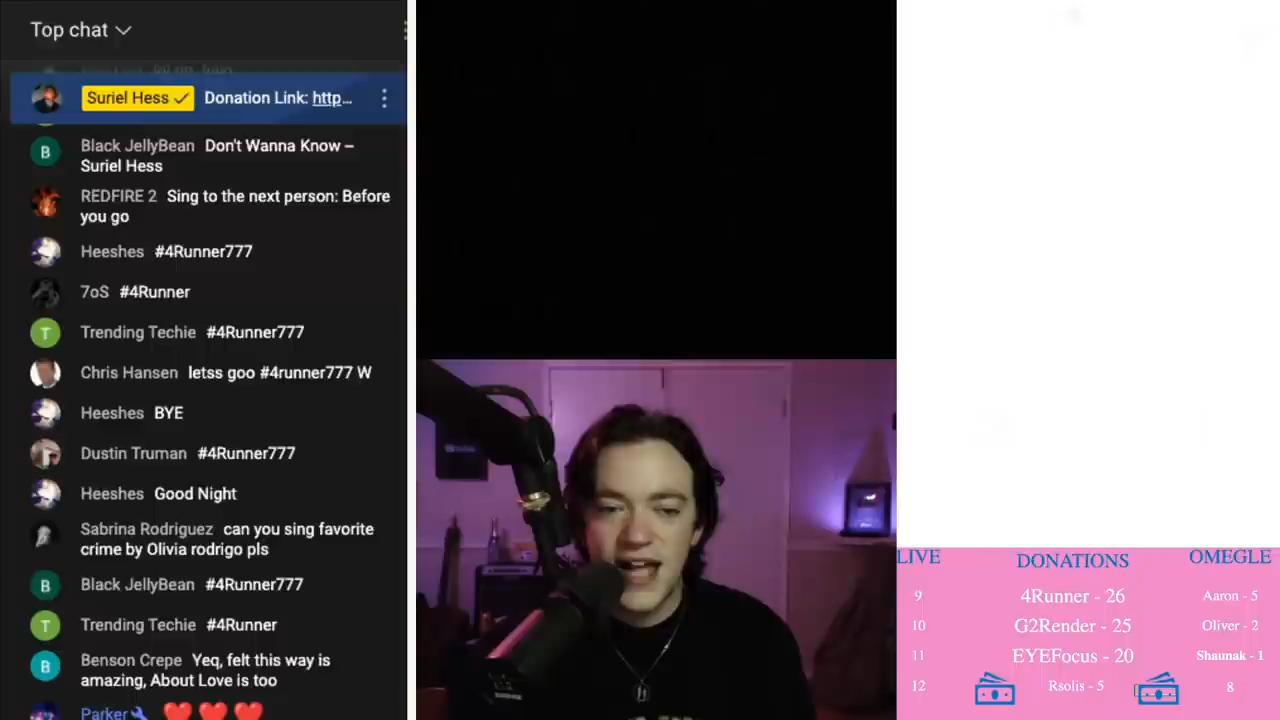 Top chat
Suriel Hess Donation Link: http...
Black JellyBean Don't Wanna Know –
Suriel Hess
REDFIRE 2 Sing to the next person: Before
you go
Heeshes #4Runner777
7oS #4Runner
Trending Techie #4Runner777
Chris Hansen letss goo #4runner777 W
Heeshes BYE
Dustin Truman #4Runner777
Heeshes Good Night
Sabrina Rodriguez can you sing favorite
crime by Olivia rodrigo pls
Black JellyBean #4Runner777
Trending Techie #4Runner
Benson Crepe Yeq, felt this way is
amazing, About Love is too
Parker
B
T
B
T
B
LIVE DONATIONS OMEGLE
9 4Runner - 26 Aaron - 5
10 G2Render - 25 Oliver - 2
11 EYEFocus - 20 Shaunak - 1
12 Rsolis - 5 8